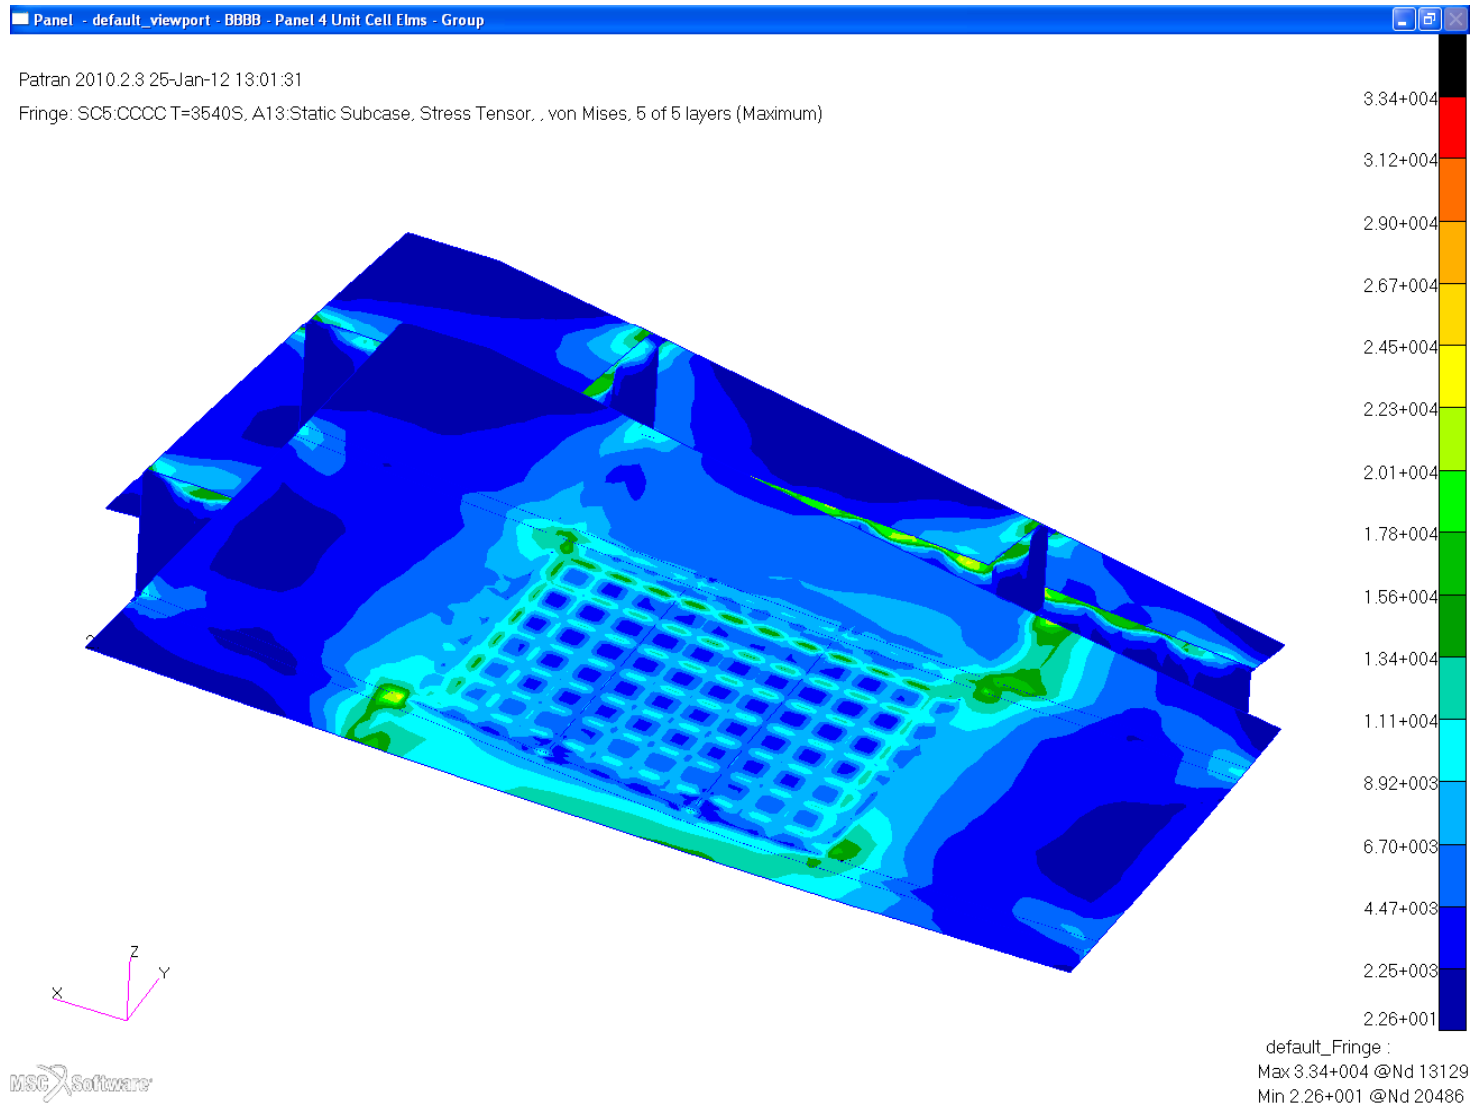 Panel - default_viewport - BBBB - Panel 4 Unit Cell Elms - Group
Patran 2010.2.3 25-Jan-12 13:01:31
Fringe: SC5:CCCC T=3540S, A13:Static Subcase, Stress Tensor, , von Mises, 5 of 5 layers (Maximum)
3.34+004
3.12+004
2.90+004
2.67+004
2.45+004
2.23+004
2.01+004
1.78+004
1.56+004
1.34+004
1.11+004
8.92+003
6.70+003
4.47+003
2.25+003
2.26+001
Z
Y
X
default_Fringe :
Max 3.34+004 @Nd 13129
Min 2.26+001 @Nd 20486
MSC Software